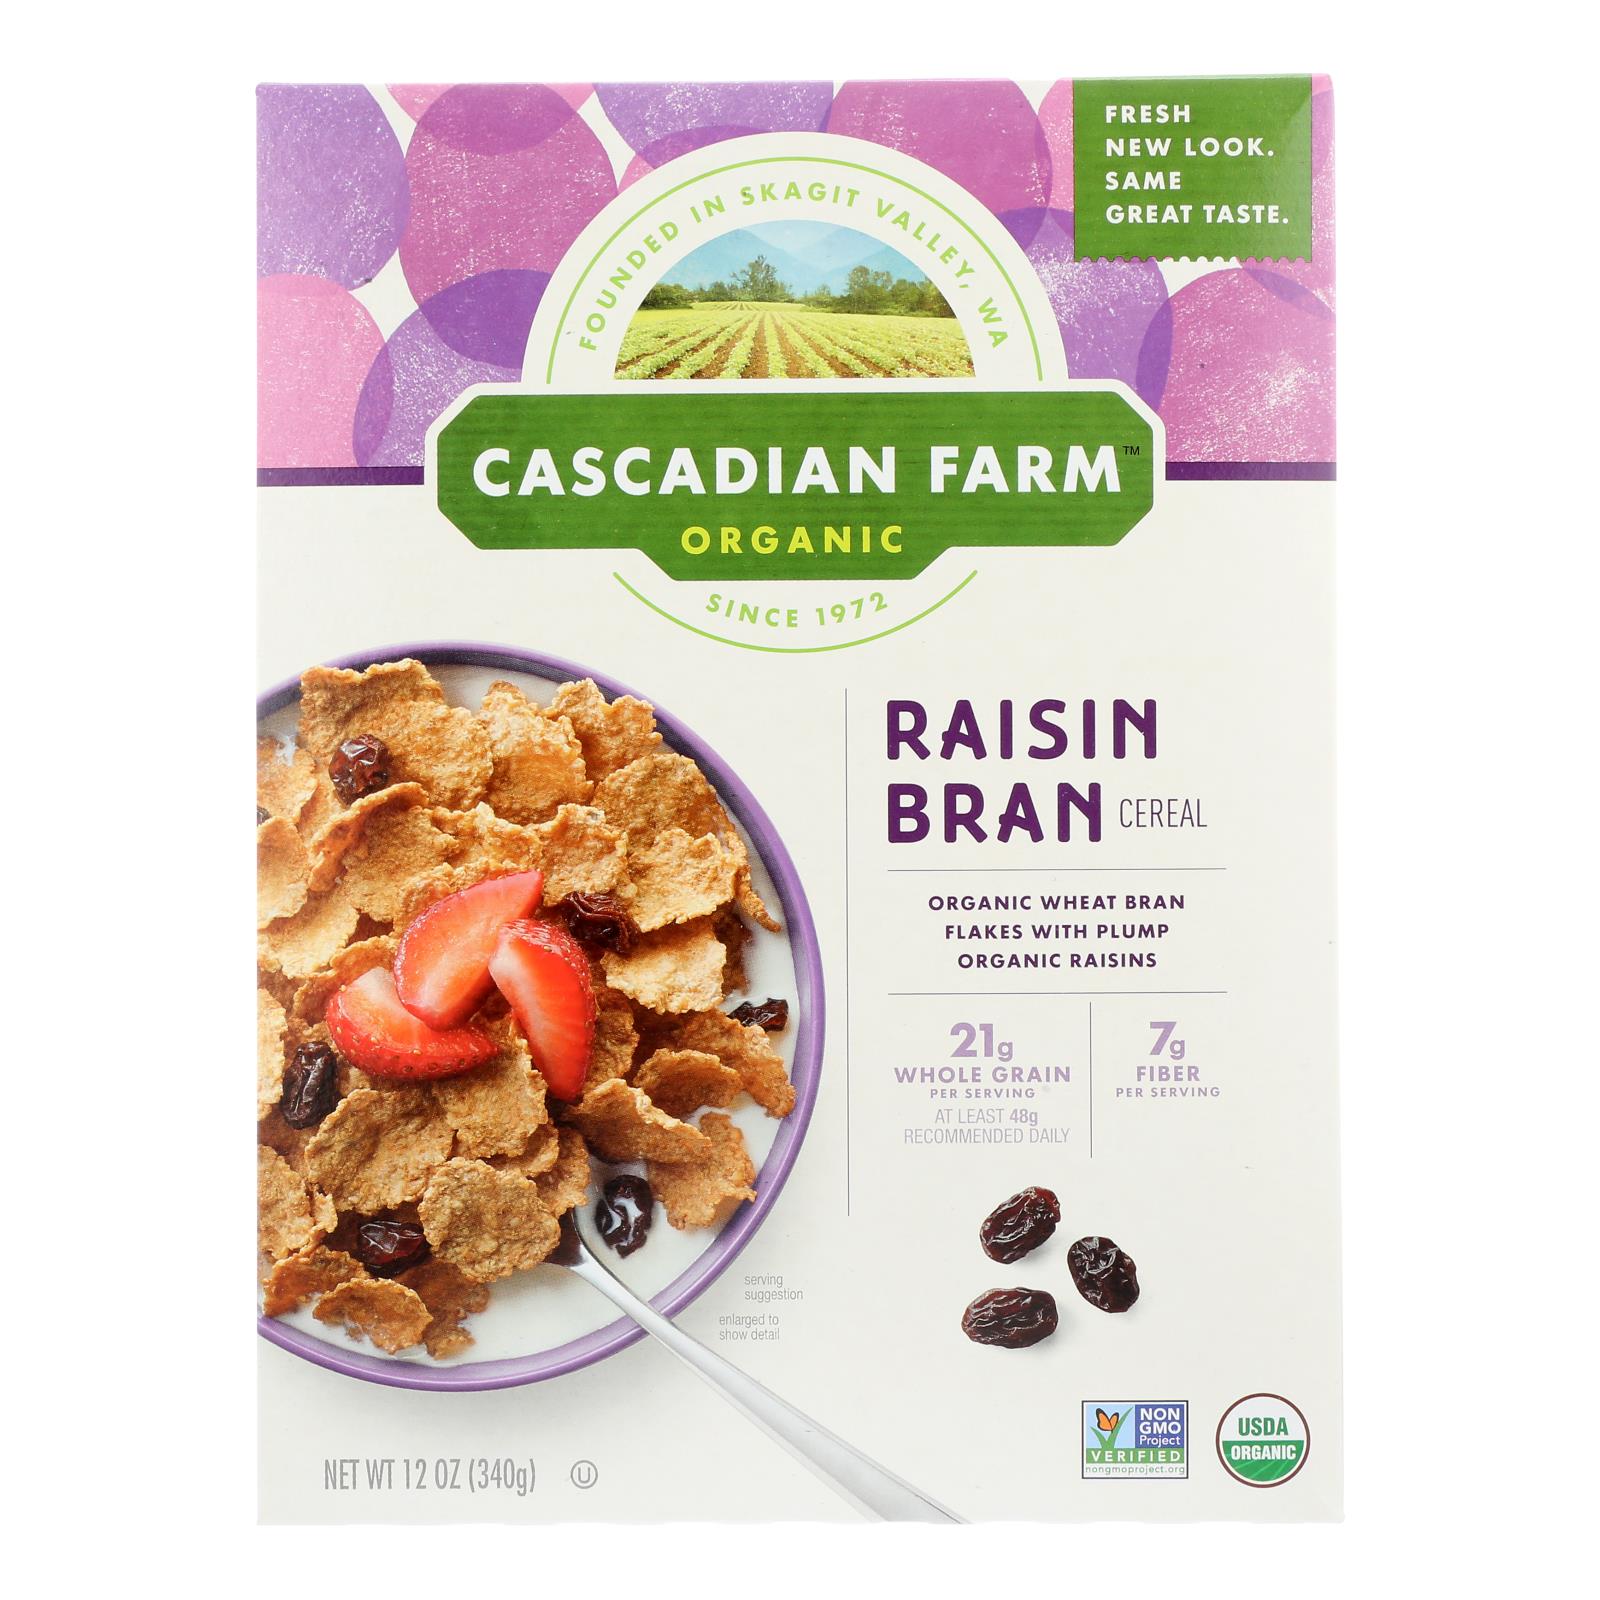 FRESH
NEW LOOK.
SAME
GREAT TASTE.
FOUNDED IN SKAGIT VALLEY, WA
CASCADIAN FARM™
ORGANIC
SINCE 1972
RAISIN
BRAN CEREAL
ORGANIC WHEAT BRAN
FLAKES WITH PLUMP
ORGANIC RAISINS
21g
WHOLE GRAIN
PER SERVING
AT LEAST 48g
RECOMMENDED DAILY
7g
FIBER
PER SERVING
serving
suggestion
enlarged to
show detail
NON
GMO
Project
VERIFIED
nongmoproject.org
USDA
ORGANIC
NET WT 12 OZ (340g) U